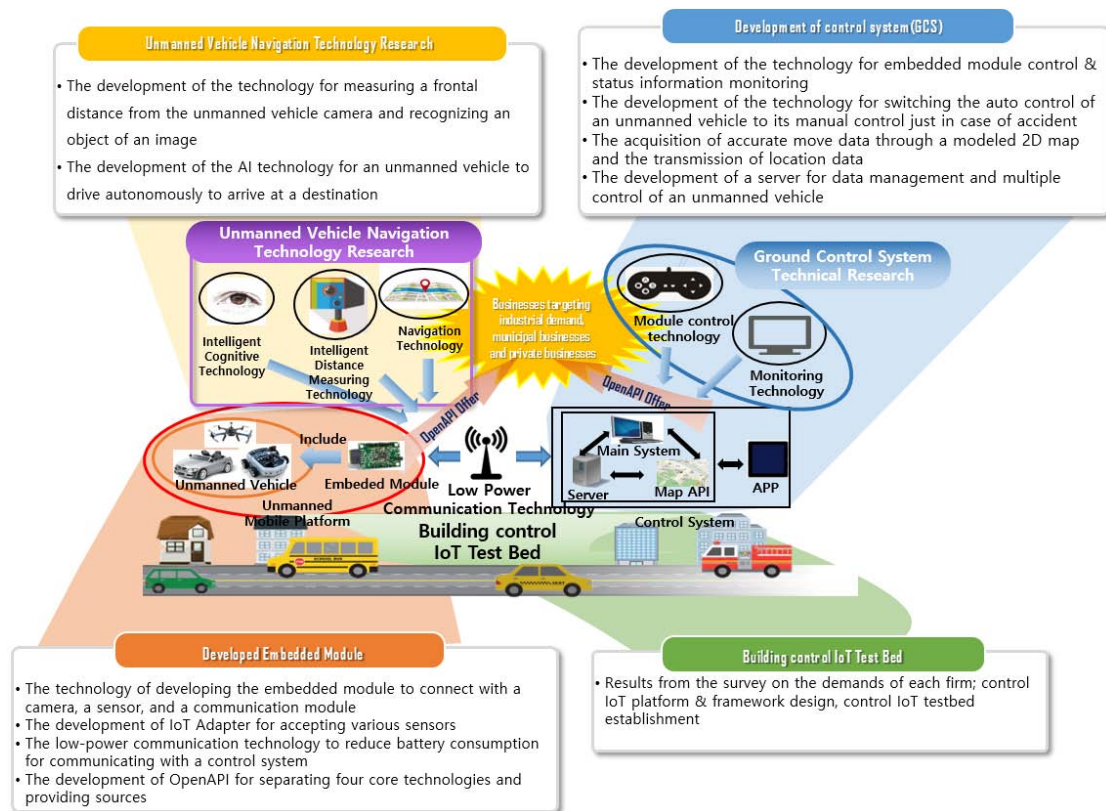 Unmanned Vehicle Navigation Technology Research
• The development of the technology for measuring a frontal
distance from the unmanned vehicle camera and recognizing an
object of an image
• The development of the AI technology for an unmanned vehicle to
drive autonomously to arrive at a destination
Development of control system(GCS)
• The development of the technology for embedded module control &
status information monitoring
• The development of the technology for switching the auto control of
an unmanned vehicle to its manual control just in case of accident
• The acquisition of accurate move data through a modeled 2D map
and the transmission of location data
• The development of a server for data management and multiple
control of an unmanned vehicle
Unmanned Vehicle Navigation
Technology Research
Intelligent
Cognitive
Technology
Intelligent
Distance
Measuring
Technology
Navigation
Technology
Businesses targeting
industrial demand,
municipal businesses
and private businesses
Ground Control System
Technical Research
Module control
technology
Monitoring
Technology
OpenAPI Offer
OpenAPI Offer
Include
Unmanned Vehicle
Embeded Module
Unmanned
Mobile Platform
Low Power
Communication Technology
Main System
Server
Map API
APP
Control System
Building control
IoT Test Bed
SCHOOL BUS
TAXI
Developed Embedded Module
• The technology of developing the embedded module to connect with a
camera, a sensor, and a communication module
• The development of IoT Adapter for accepting various sensors
• The low-power communication technology to reduce battery consumption
for communicating with a control system
• The development of OpenAPI for separating four core technologies and
providing sources
Building control IoT Test Bed
• Results from the survey on the demands of each firm; control
IoT platform & framework design, control IoT testbed
establishment